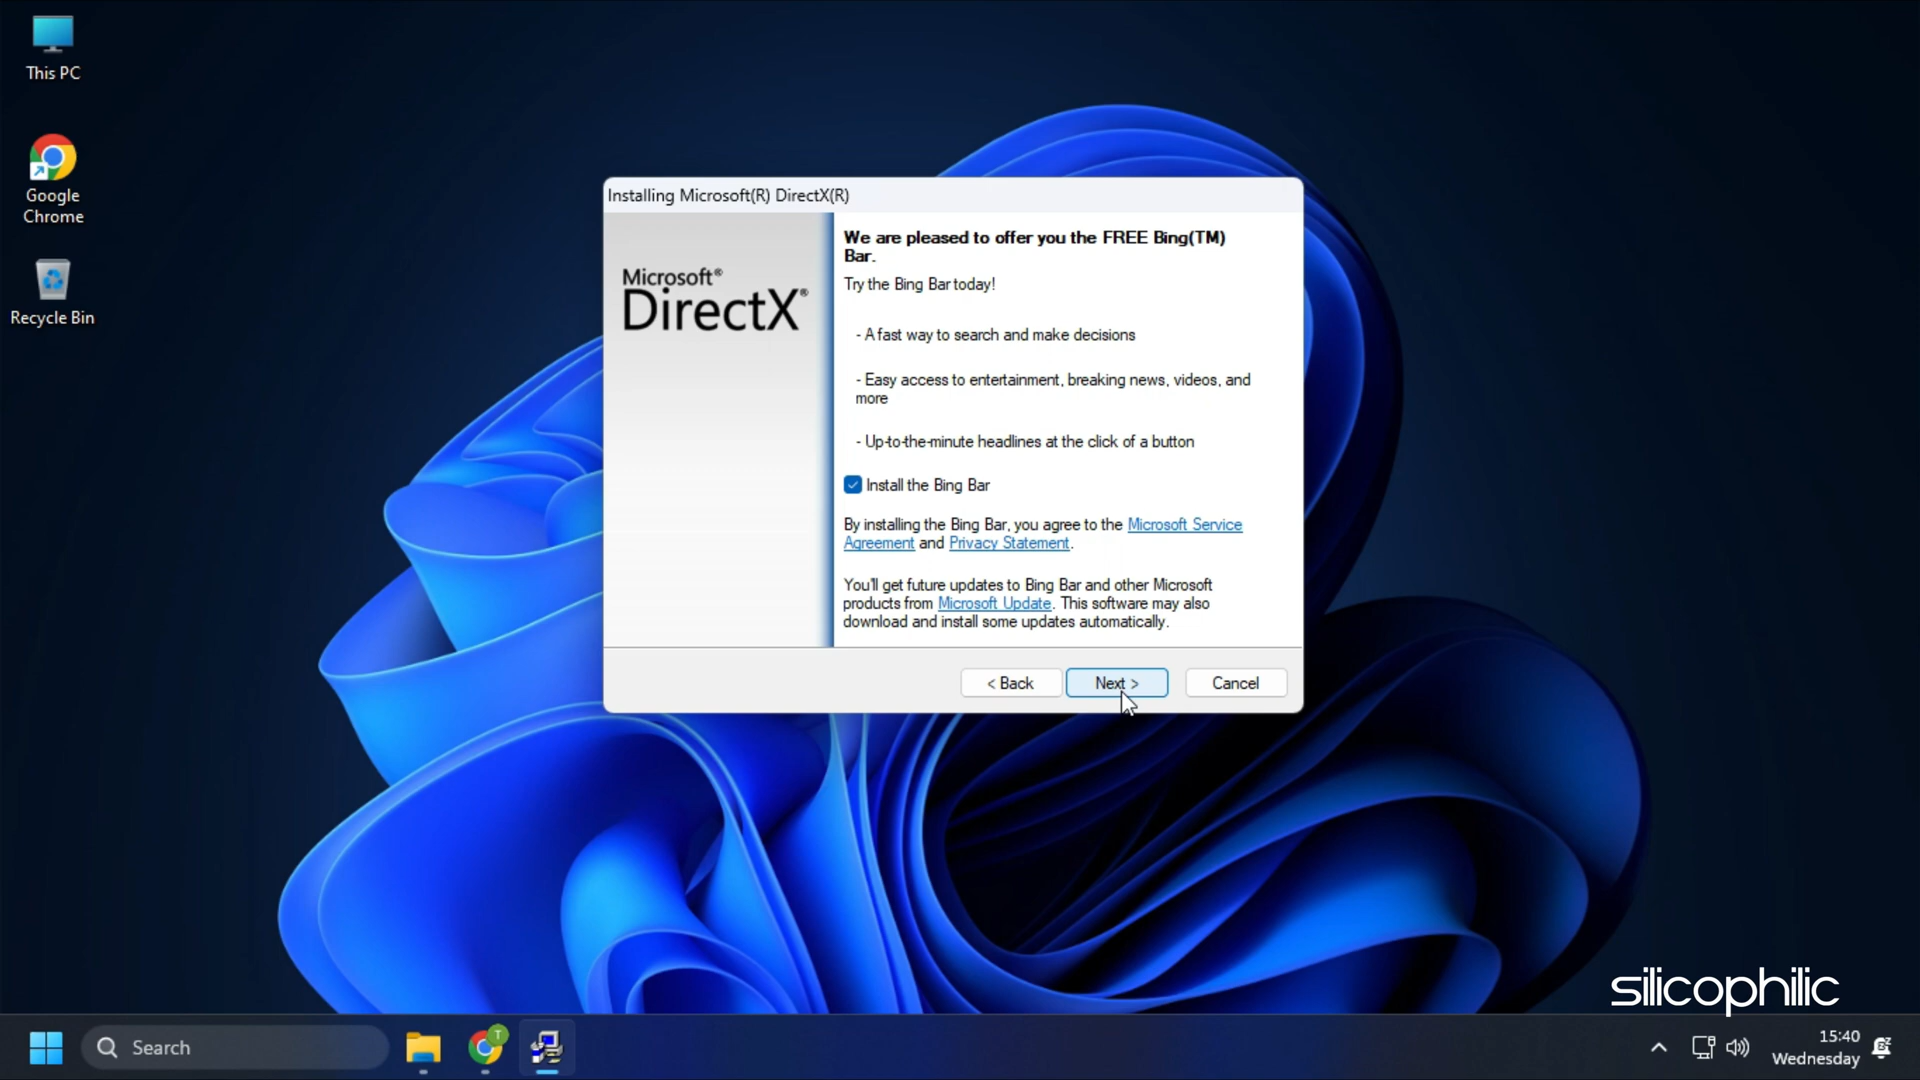 This PC
Google
Chrome
Recycle Bin
Installing Microsoft(R) DirectX(R)
Microsoft®
DirectX®
We are pleased to offer you the FREE Bing(TM)
Bar.
Try the Bing Bar today!
- A fast way to search and make decisions
- Easy access to entertainment, breaking news, videos, and
more
- Up-to-the-minute headlines at the click of a button
Install the Bing Bar
By installing the Bing Bar, you agree to the Microsoft Service
Agreement and Privacy Statement.
You'll get future updates to Bing Bar and other Microsoft
products from Microsoft Update. This software may also
download and install some updates automatically.
< Back
Next >
Cancel
silicophilic
Search
T
15:40
Wednesday